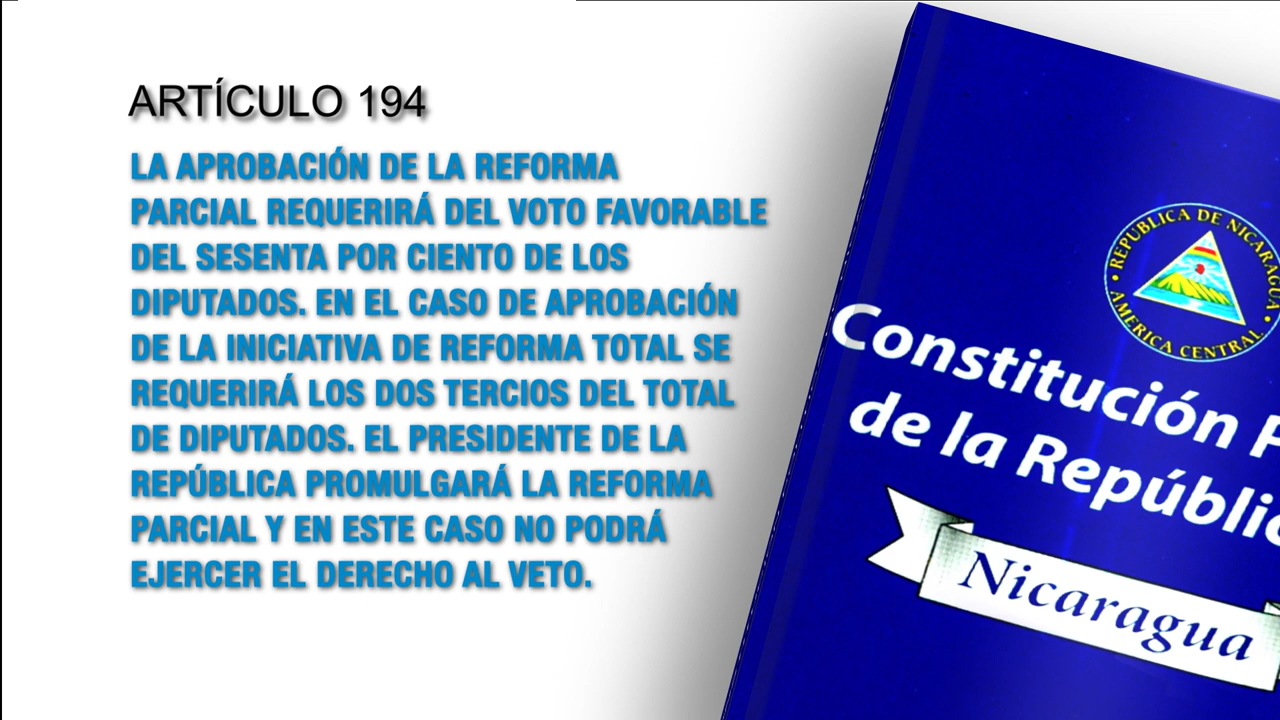 ARTÍCULO 194
LA APROBACIÓN DE LA REFORMA
PARCIAL REQUERIRÁ DEL VOTO FAVORABLE
DEL SESENTA POR CIENTO DE LOS
DIPUTADOS. EN EL CASO DE APROBACIÓN
DE LA INICIATIVA DE REFORMA TOTAL SE
REQUERIRÁ LOS DOS TERCIOS DEL TOTAL
DE DIPUTADOS. EL PRESIDENTE DE LA
REPÚBLICA PROMULGARÁ LA REFORMA
PARCIAL Y EN ESTE CASO NO PODRÁ
EJERCER EL DERECHO AL VETO.
REPUBLICA DE NICARAGUA
AMERICA CENTRAL
Constitución
de la
Nicaragua